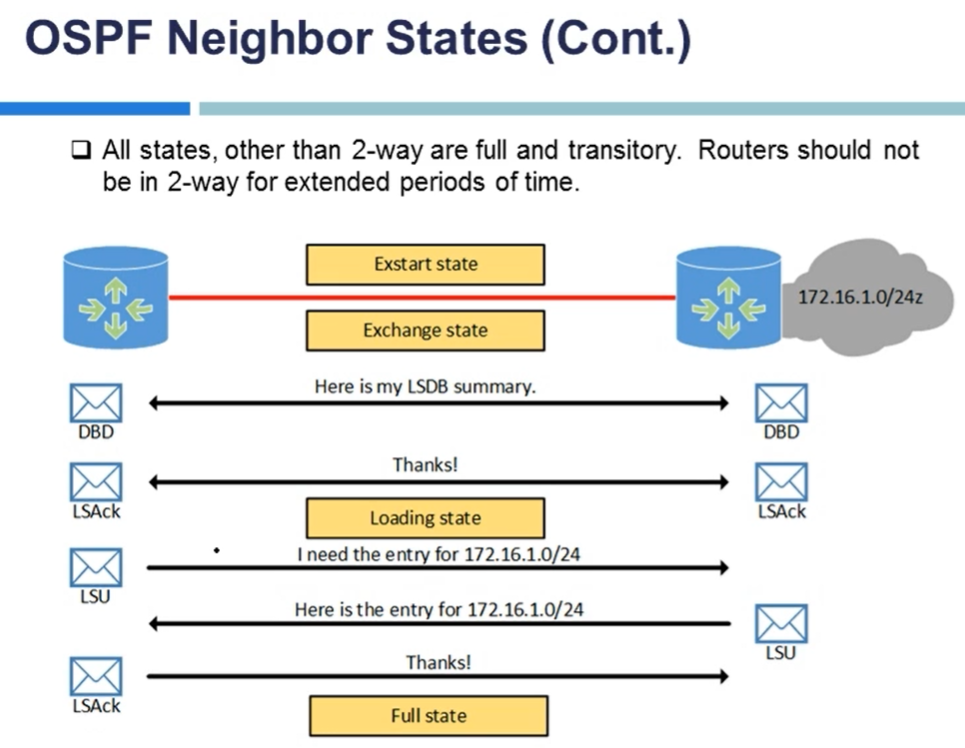 OSPF Neighbor States (Cont.)
❑ All states, other than 2-way are full and transitory. Routers should not
be in 2-way for extended periods of time.
Exstart state
172.16.1.0/24z
Exchange state
Here is my LSDB summary.
DBD
DBD
Thanks!
LSAck
LSAck
Loading state
I need the entry for 172.16.1.0/24
LSU
Here is the entry for 172.16.1.0/24
LSU
Thanks!
LSAck
Full state